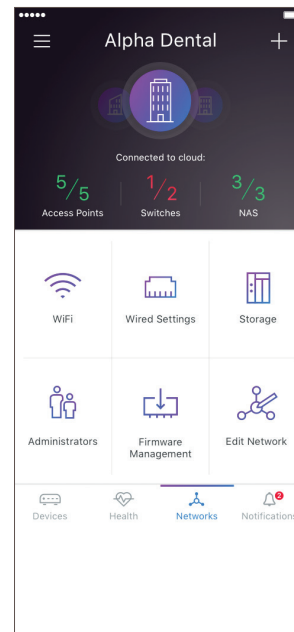 Alpha Dental
Connected to cloud:
5/5 1/2 3/3
Access Points Switches NAS
WiFi Wired Settings Storage
Administrators Firmware Management Edit Network
Devices Health Networks Notifications
2